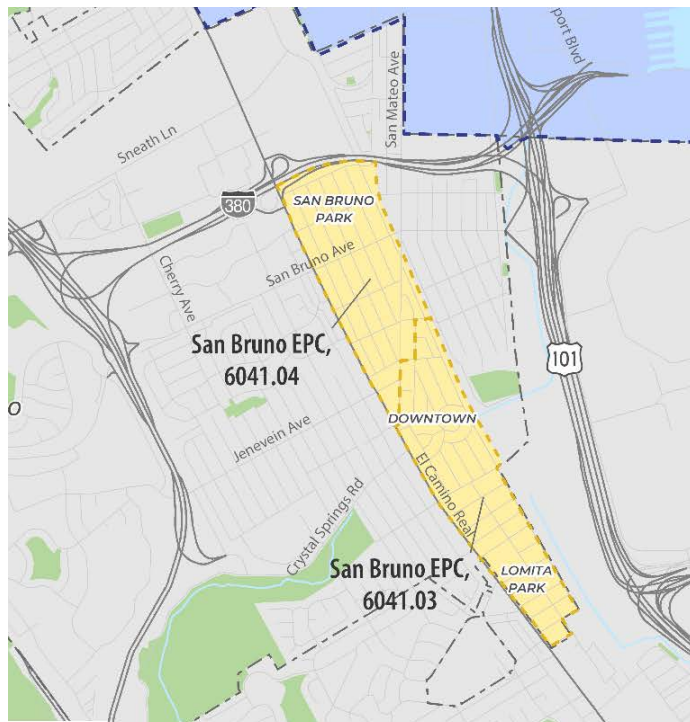 port Blvd
San Mateo Ave
Sneath Ln
380
SAN BRUNO
PARK
San Bruno Ave
Cherry Ave
San Bruno EPC,
6041.04
101
O
DOWNTOWN
Jenevein Ave
El Camino Real
Crystal Springs Rd
San Bruno EPC,
6041.03
LOMITA
PARK